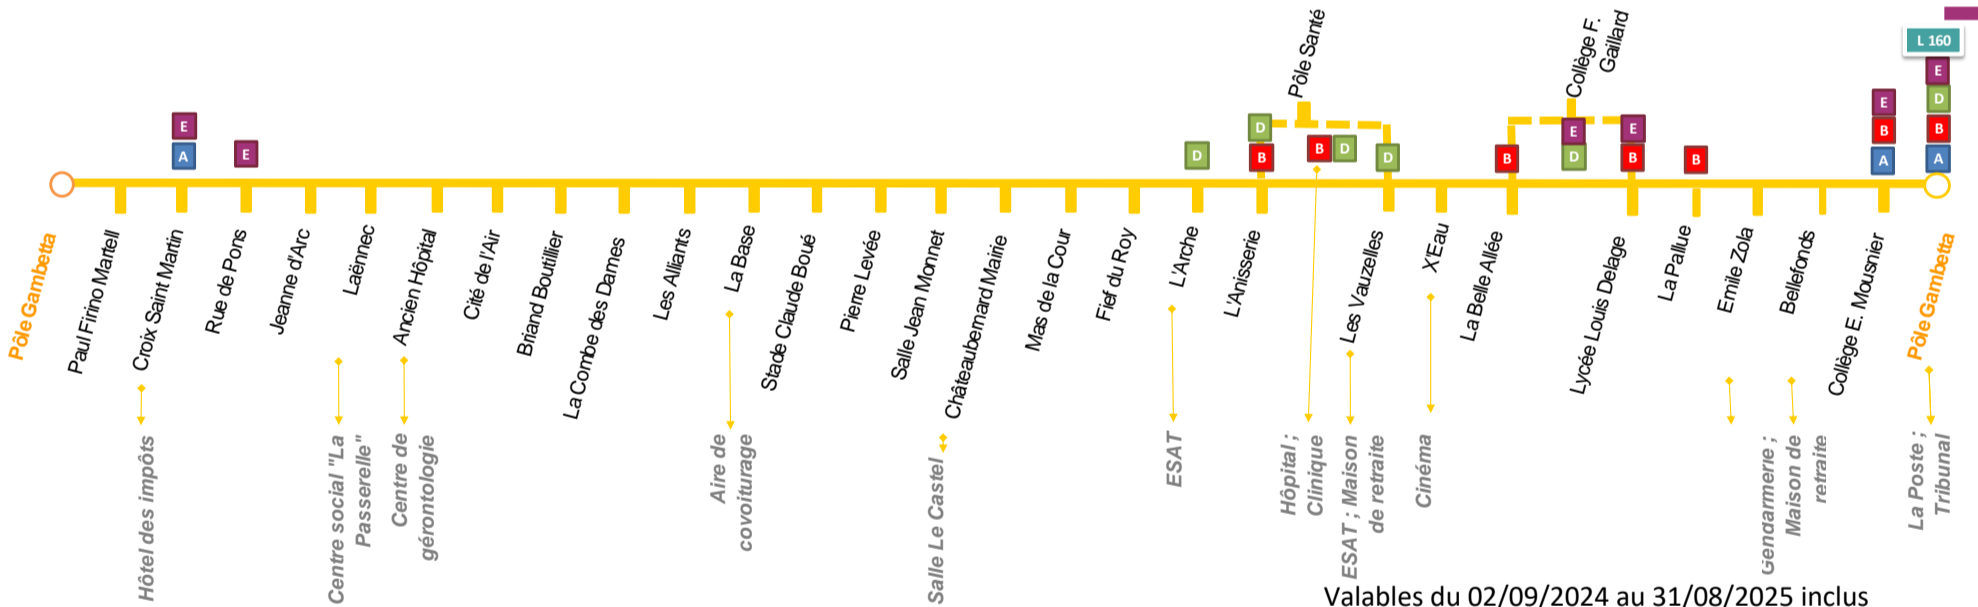 Pôle Gambetta
Paul Firino Martell
Croix Saint Martin
Rue de Pons
Jeanne d'Arc
Laënnec
Ancien Hôpital
Cité de l'Air
Briand Boutillier
La Combe des Dames
Les Alliants
La Base
Stade Claude Boué
Pierre Levée
Salle Jean Monnet
Châteaubernard Mairie
Mas de la Cour
Fief du Roy
L'Arche
L'Anisserie
Pôle Santé
Les Vauzelles
X'Eau
La Belle Allée
Collège F.
Gaillard
Lycée Louis Delage
La Pallue
Emile Zola
Bellefonds
Collège E. Mousnier
Pôle Gambetta
E
A
E
D
D
B
B
D
D
B
E
D
E
B
B
E
B
A
L 160
E
D
B
A
Hôtel des impôts
Centre social "La
Passerelle"
Centre de
gérontologie
Aire de
covoiturage
Salle Le Castel
ESAT
Hôpital ;
Clinique
ESAT ; Maison
de retraite
Cinéma
Gendarmerie ;
Maison de
retraite
La Poste ;
Tribunal
Valables du 02/09/2024 au 31/08/2025 inclus